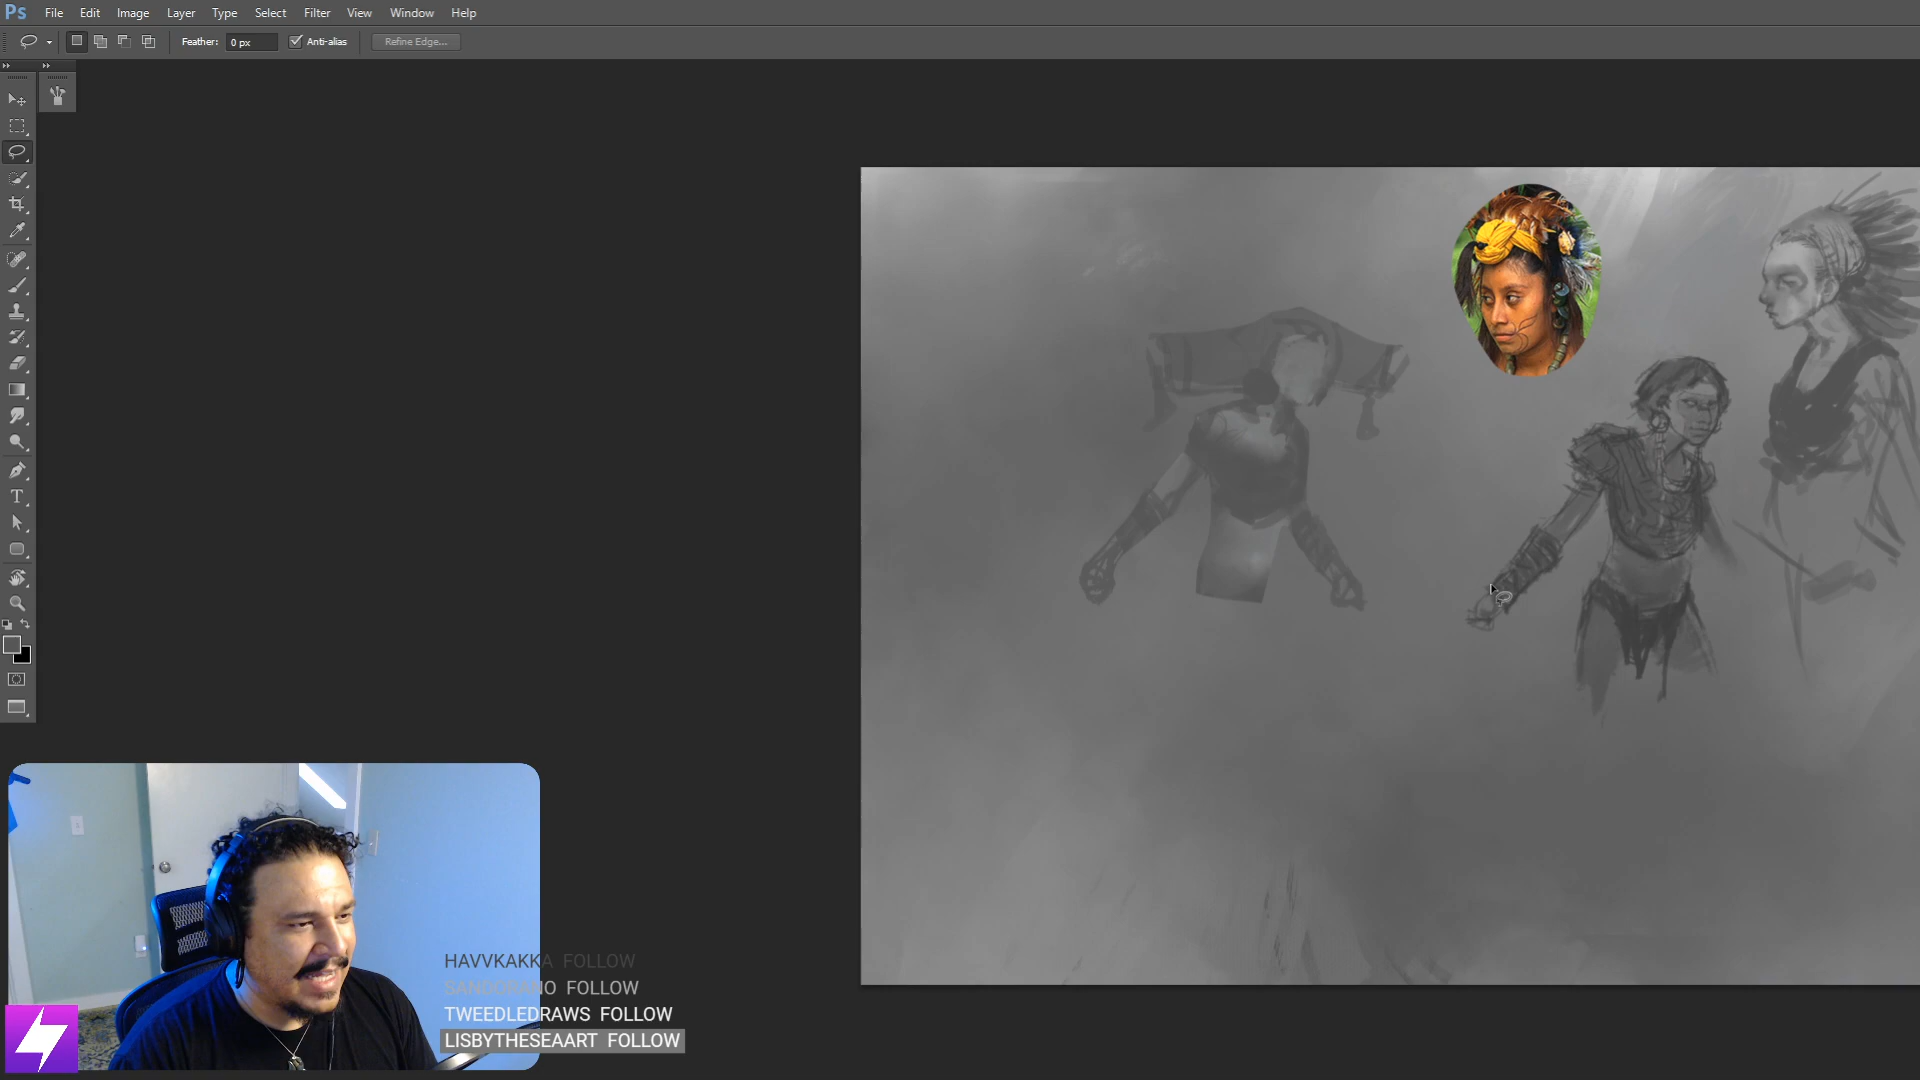 Ps File Edit Image Layer Type Select Filter View Window Help
Feather: 0 px Anti-alias Refine Edge...
T
HAVVKAKKA FOLLOW
SANGORANO FOLLOW
TWEEDLEDRAWS FOLLOW
LISBYTHESEAART FOLLOW